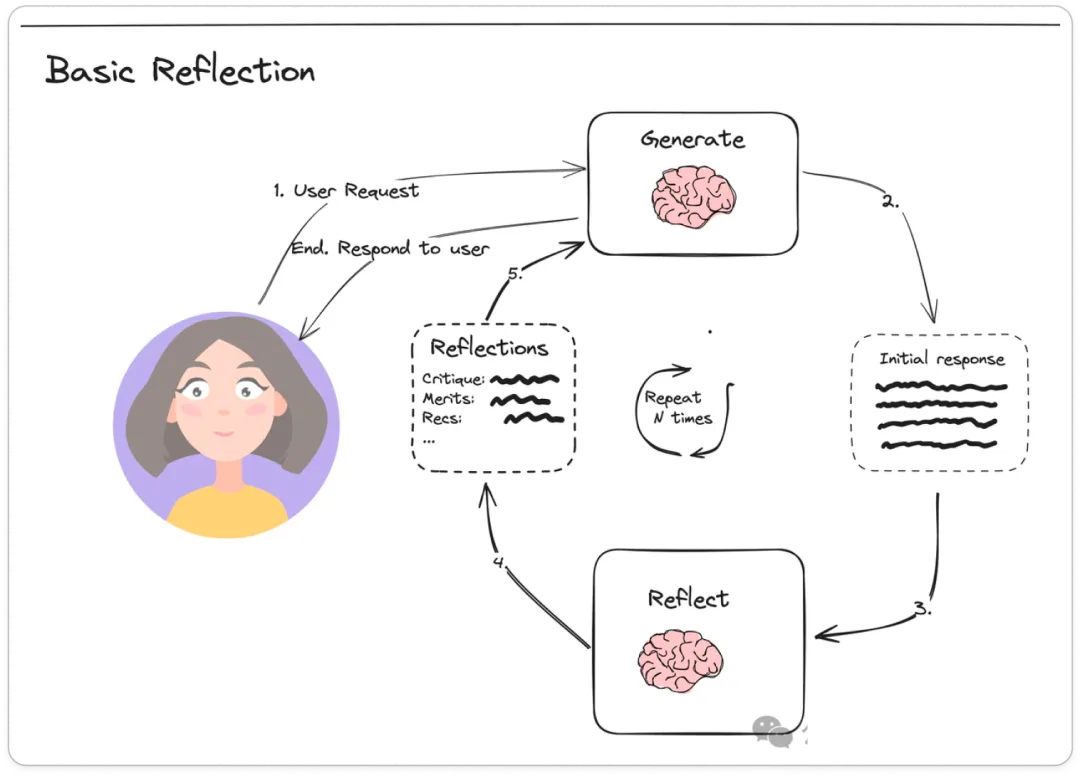 Basic Reflection
Generate
1. User Request
2.
End. Respond to user
5.
Reflections
Critique:
Merits:
Recs:
...
Repeat
N times
Initial response
4.
Reflect
3.